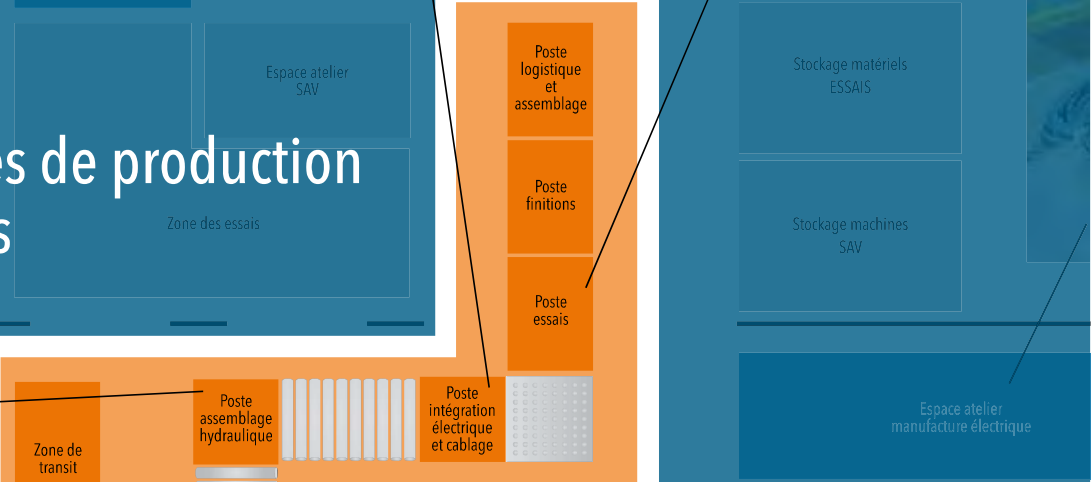 Espace atelier
SAV
es de production
s
Zone des essais
Poste
logistique
et
assemblage
Poste
finitions
Poste
essais
Stockage matériels
ESSAIS
Stockage machines
SAV
Zone de
transit
Poste
assemblage
hydraulique
Poste
intégration
électrique
et cablage
Espace atelier
manufacture électrique